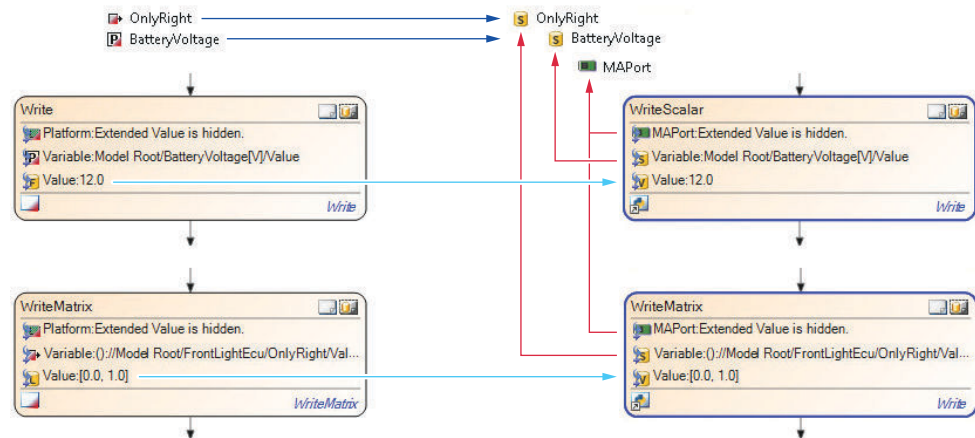 OnlyRight
BatteryVoltage
OnlyRight
BatteryVoltage
MAPort
Write
Platform:Extended Value is hidden.
Variable:Model Root/BatteryVoltage[V]/Value
Value:12.0
Write
WriteScalar
MAPort:Extended Value is hidden.
Variable:Model Root/BatteryVoltage[V]/Value
Value:12.0
Write
WriteMatrix
Platform:Extended Value is hidden.
Variable:()://Model Root/FrontLightEcu/OnlyRight/Val...
Value:[0.0, 1.0]
WriteMatrix
WriteMatrix
MAPort:Extended Value is hidden.
Variable:()://Model Root/FrontLightEcu/OnlyRight/Val...
Value:[0.0, 1.0]
Write